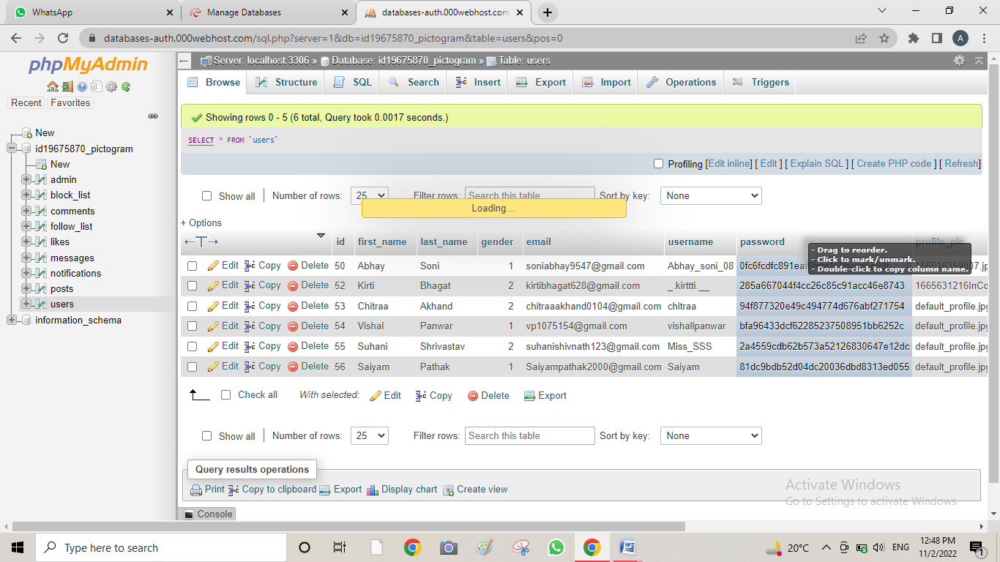 WhatsApp Manage Databases databases-auth.000webhost.com
databases-auth.000webhost.com/sql.php?server=1&db=id19675870_pictogram&table=users&pos=0 A
phpMyAdmin
Recent Favorites
New
id19675870_pictogram
New
admin
block_list
comments
follow_list
likes
messages
notifications
posts
users
information_schema
Server: localhost:3306 » Database: id19675870_pictogram » Table: users
Browse Structure SQL Search Insert Export Import Operations Triggers
Showing rows 0 - 5 (6 total, Query took 0.0017 seconds.)
SELECT * FROM `users`
Profiling [Edit inline] [ Edit ] [ Explain SQL ] [ Create PHP code ] [ Refresh]
Show all | Number of rows: 25 Filter rows: Search this table Sort by key: None
Loading...
+ Options
←T→ id first_name last_name gender email username password profile_pic
- Drag to reorder.
- Click to mark/unmark.
- Double-click to copy column name.
Edit Copy Delete 50 Abhay Soni 1 soniabhay9547@gmail.com Abhay_soni_08
Edit Copy Delete 52 Kirti Bhagat 2 kirtibhagat628@gmail.com _.kirttti.__ 285a667044f4cc26c85c91acc46e8743 1665631216InCo
Edit Copy Delete 53 Chitraa Akhand 2 chitraaakhand0104@gmail.com chitraa 94f877320e49c494774d676abf271754 default_profile.jpg
Edit Copy Delete 54 Vishal Panwar 1 vp1075154@gmail.com vishallpanwar bfa96433dcf62285237508951bb6252c default_profile.jpg
Edit Copy Delete 55 Suhani Shrivastav 2 suhanishivnath123@gmail.com Miss_SSS 2a4559cdb62b573a52126830647e12dc default_profile.jpg
Edit Copy Delete 56 Saiyam Pathak 1 Saiyampathak2000@gmail.com Saiyam 81dc9bdb52d04dc20036dbd8313ed055 default_profile.jpg
Check all With selected: Edit Copy Delete Export
Show all | Number of rows: 25 Filter rows: Search this table Sort by key: None
Query results operations
Print Copy to clipboard Export Display chart Create view
Activate Windows
Go to Settings to activate Windows.
Console
Type here to search 20°C ENG 12:48 PM
11/2/2022 1